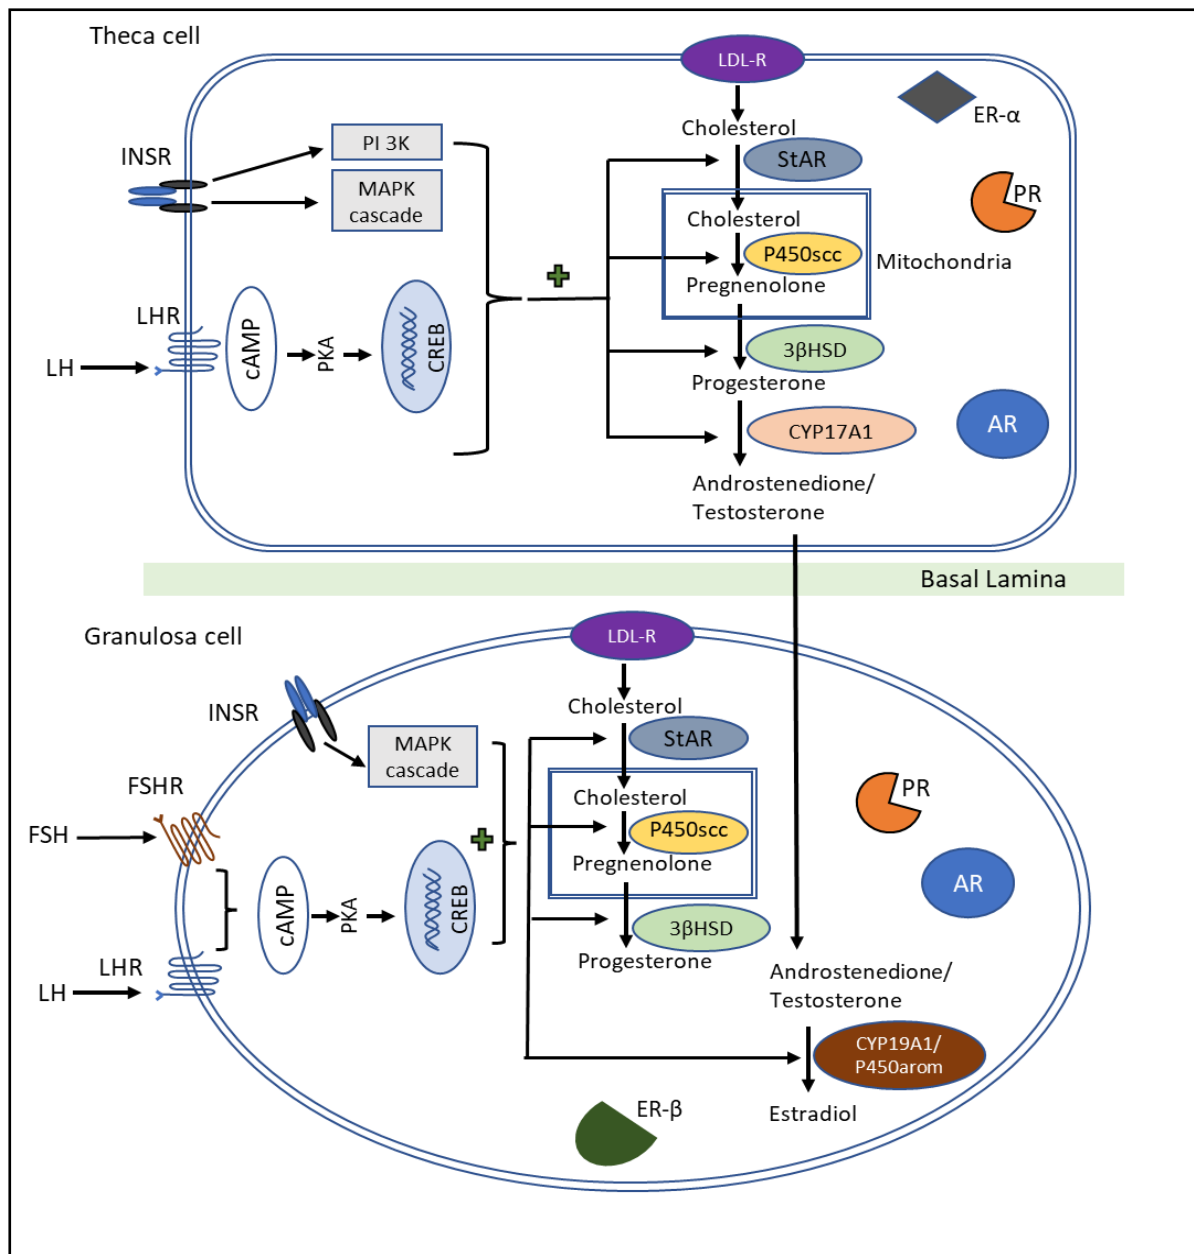 Theca cell
LDL-R
Cholesterol
ER-α
INSR
PI 3K
StAR
MAPK
cascade
PR
Cholesterol
P450scc
Mitochondria
Pregnenolone
LHR
cAMP
PKA
CREB
3βHSD
LH
Progesterone
CYP17A1
AR
Androstenedione/
Testosterone
Basal Lamina
Granulosa cell
LDL-R
INSR
Cholesterol
StAR
MAPK
cascade
FSHR
PR
Cholesterol
FSH
P450scc
Pregnenolone
cAMP
PKA
CREB
AR
3βHSD
LHR
Progesterone
LH
Androstenedione/
Testosterone
CYP19A1/
P450arom
ER-β
Estradiol